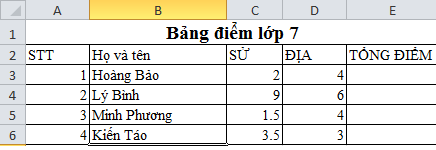 A B C D E
1 Bảng điểm lớp 7
2 STT Họ và tên SỬ ĐỊA TỔNG ĐIỂM
3 1 Hoàng Bảo 2 4
4 2 Lý Bình 9 6
5 3 Minh Phương 1.5 4
6 4 Kiến Táo 3.5 3